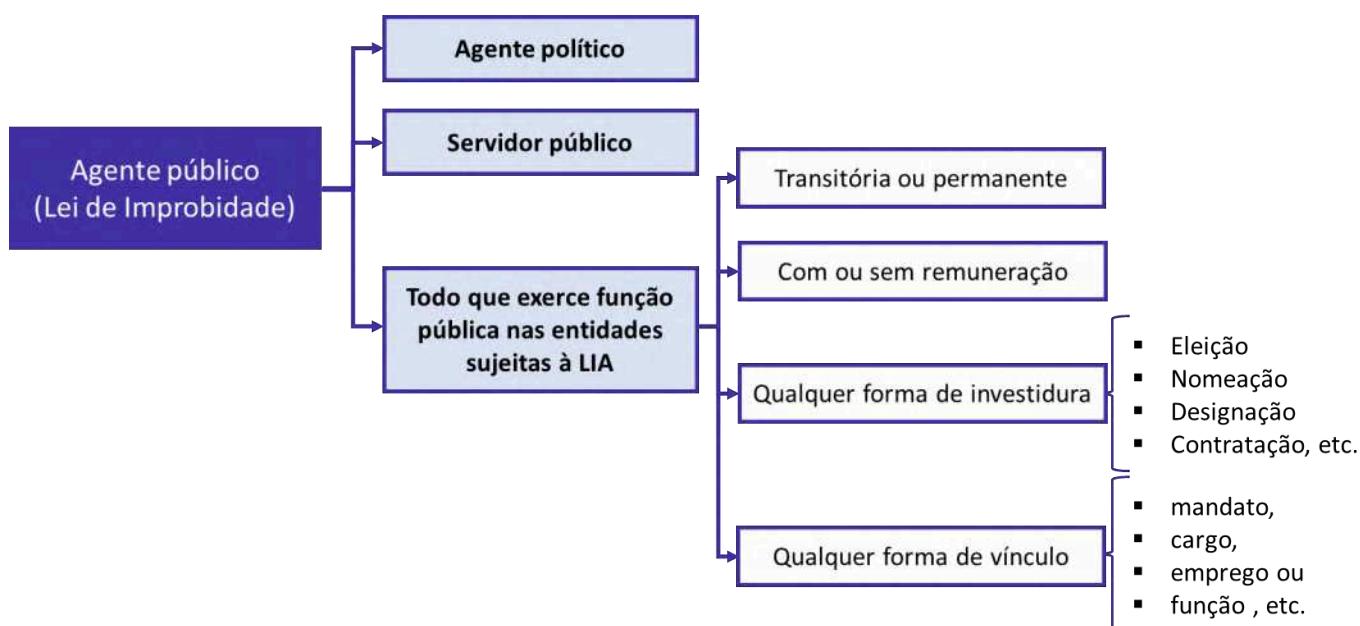 Agente público
(Lei de Improbidade)
Agente político
Servidor público
Todo que exerce função
pública nas entidades
sujeitas à LIA
Transitória ou permanente
Com ou sem remuneração
Qualquer forma de investidura
▪ Eleição
▪ Nomeação
▪ Designação
▪ Contratação, etc.
Qualquer forma de vínculo
▪ mandato,
▪ cargo,
▪ emprego ou
▪ função , etc.